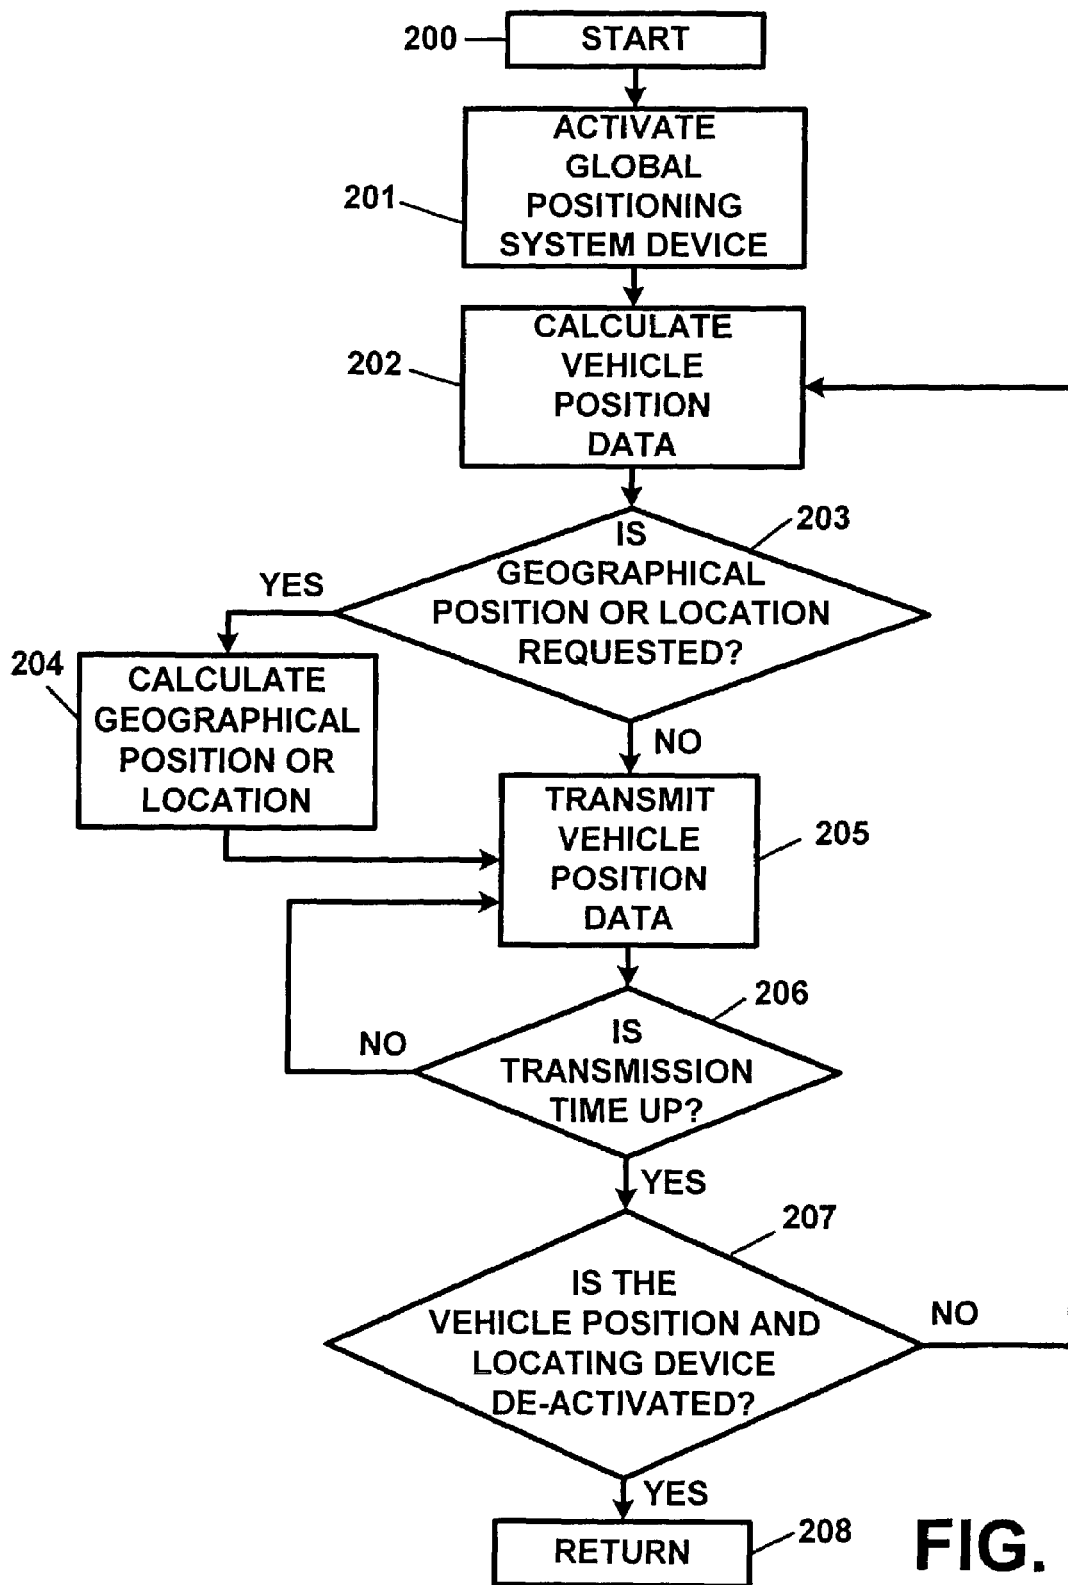 200
START
ACTIVATE
GLOBAL
POSITIONING
SYSTEM DEVICE
201
CALCULATE
VEHICLE
POSITION
DATA
202
203
IS
GEOGRAPHICAL
POSITION OR LOCATION
REQUESTED?
YES
204
CALCULATE
GEOGRAPHICAL
POSITION OR
LOCATION
NO
TRANSMIT
VEHICLE
POSITION
DATA
205
206
IS
TRANSMISSION
TIME UP?
NO
YES
207
IS THE
VEHICLE POSITION AND
LOCATING DEVICE
DE-ACTIVATED?
NO
YES
RETURN
208
FIG.